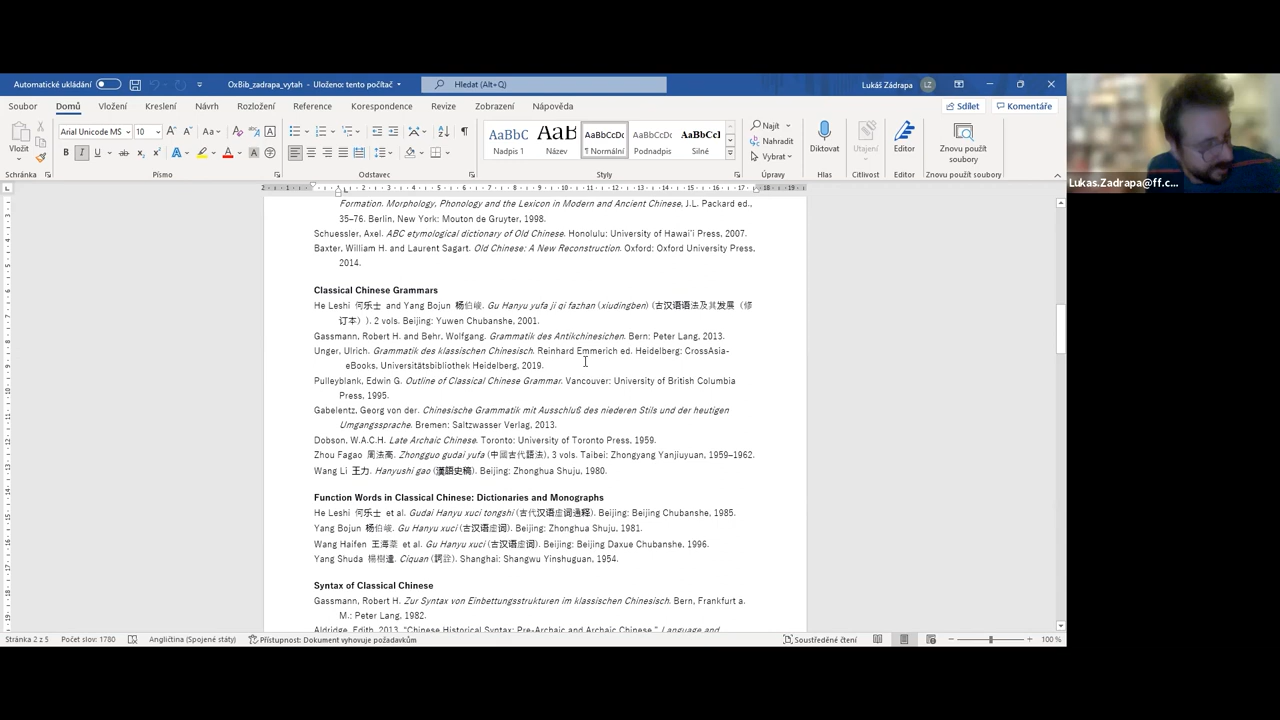 Automatické ukládání
OxBib_zadrapa_vytah - Uloženo: tento počítač
Hledat (Alt+Q)
Lukáš Zádrapa
LZ
Soubor Domů Vložení Kreslení Návrh Rozložení Reference Korespondence Revize Zobrazení Nápověda
Sdílet
Komentáře
Vložit
Arial Unicode MS 10
AaBbC AaB AaBbCcDc AaBbCcDc AaBbCcl
Nadpis 1 Název ¶ Normální Podnadpis Silné
Najít
Nahradit
Vybrat
Diktovat
Utajení
Editor
Znovu použít
soubory
Schránka Písmo Odstavec Styly Úpravy Hlas Citlivost Editor Znovu použít soubory
Lukas.Zadrapa@ff.c...
Formation. Morphology, Phonology and the Lexicon in Modern and Ancient Chinese, J.L. Packard ed.,
35–76. Berlin, New York: Mouton de Gruyter, 1998.
Schuessler, Axel. ABC etymological dictionary of Old Chinese. Honolulu: University of Hawai'i Press, 2007.
Baxter, William H. and Laurent Sagart. Old Chinese: A New Reconstruction. Oxford: Oxford University Press,
2014.
Classical Chinese Grammars
He Leshi 何乐士 and Yang Bojun 杨伯峻. Gu Hanyu yufa ji qi fazhan (xiudingben) (古汉语语法及其发展（修
订本）). 2 vols. Beijing: Yuwen Chubanshe, 2001.
Gassmann, Robert H. and Behr, Wolfgang. Grammatik des Antikchinesichen. Bern: Peter Lang, 2013.
Unger, Ulrich. Grammatik des klassischen Chinesisch. Reinhard Emmerich ed. Heidelberg: CrossAsia-
eBooks. Universitätsbibliothek Heidelberg, 2019.
Pulleyblank, Edwin G. Outline of Classical Chinese Grammar. Vancouver: University of British Columbia
Press, 1995.
Gabelentz, Georg von der. Chinesische Grammatik mit Ausschluß des niederen Stils und der heutigen
Umgangssprache. Bremen: Saltzwasser Verlag, 2013.
Dobson, W.A.C.H. Late Archaic Chinese. Toronto: University of Toronto Press, 1959.
Zhou Fagao 周法高. Zhongguo gudai yufa (中國古代語法), 3 vols. Taibei: Zhongyang Yanjiuyuan, 1959–1962.
Wang Li 王力. Hanyushi gao (漢語史稿). Beijing: Zhonghua Shuju, 1980.
Function Words in Classical Chinese: Dictionaries and Monographs
He Leshi 何乐士 et al. Gudai Hanyu xuci tongshi (古代汉语虚词通释). Beijing: Beijing Chubanshe, 1985.
Yang Bojun 杨伯峻. Gu Hanyu xuci (古汉语虚词). Beijing: Zhonghua Shuju, 1981.
Wang Haifen 王海棻 et al. Gu Hanyu xuci (古汉语虚词). Beijing: Beijing Daxue Chubanshe, 1996.
Yang Shuda 楊樹達. Ciquan (詞詮). Shanghai: Shangwu Yinshuguan, 1954.
Syntax of Classical Chinese
Gassmann, Robert H. Zur Syntax von Einbettungsstrukturen im klassischen Chinesisch. Bern, Frankfurt a.
M.: Peter Lang, 1982.
Aldridge, Edith. 2013. "Chinese Historical Syntax: Pre-Archaic and Archaic Chinese." Language and
Stránka 2 z 5 Počet slov: 1780 Angličtina (Spojené státy) Přístupnost: Dokument vyhovuje požadavkům
Soustředěné čtení
100 %